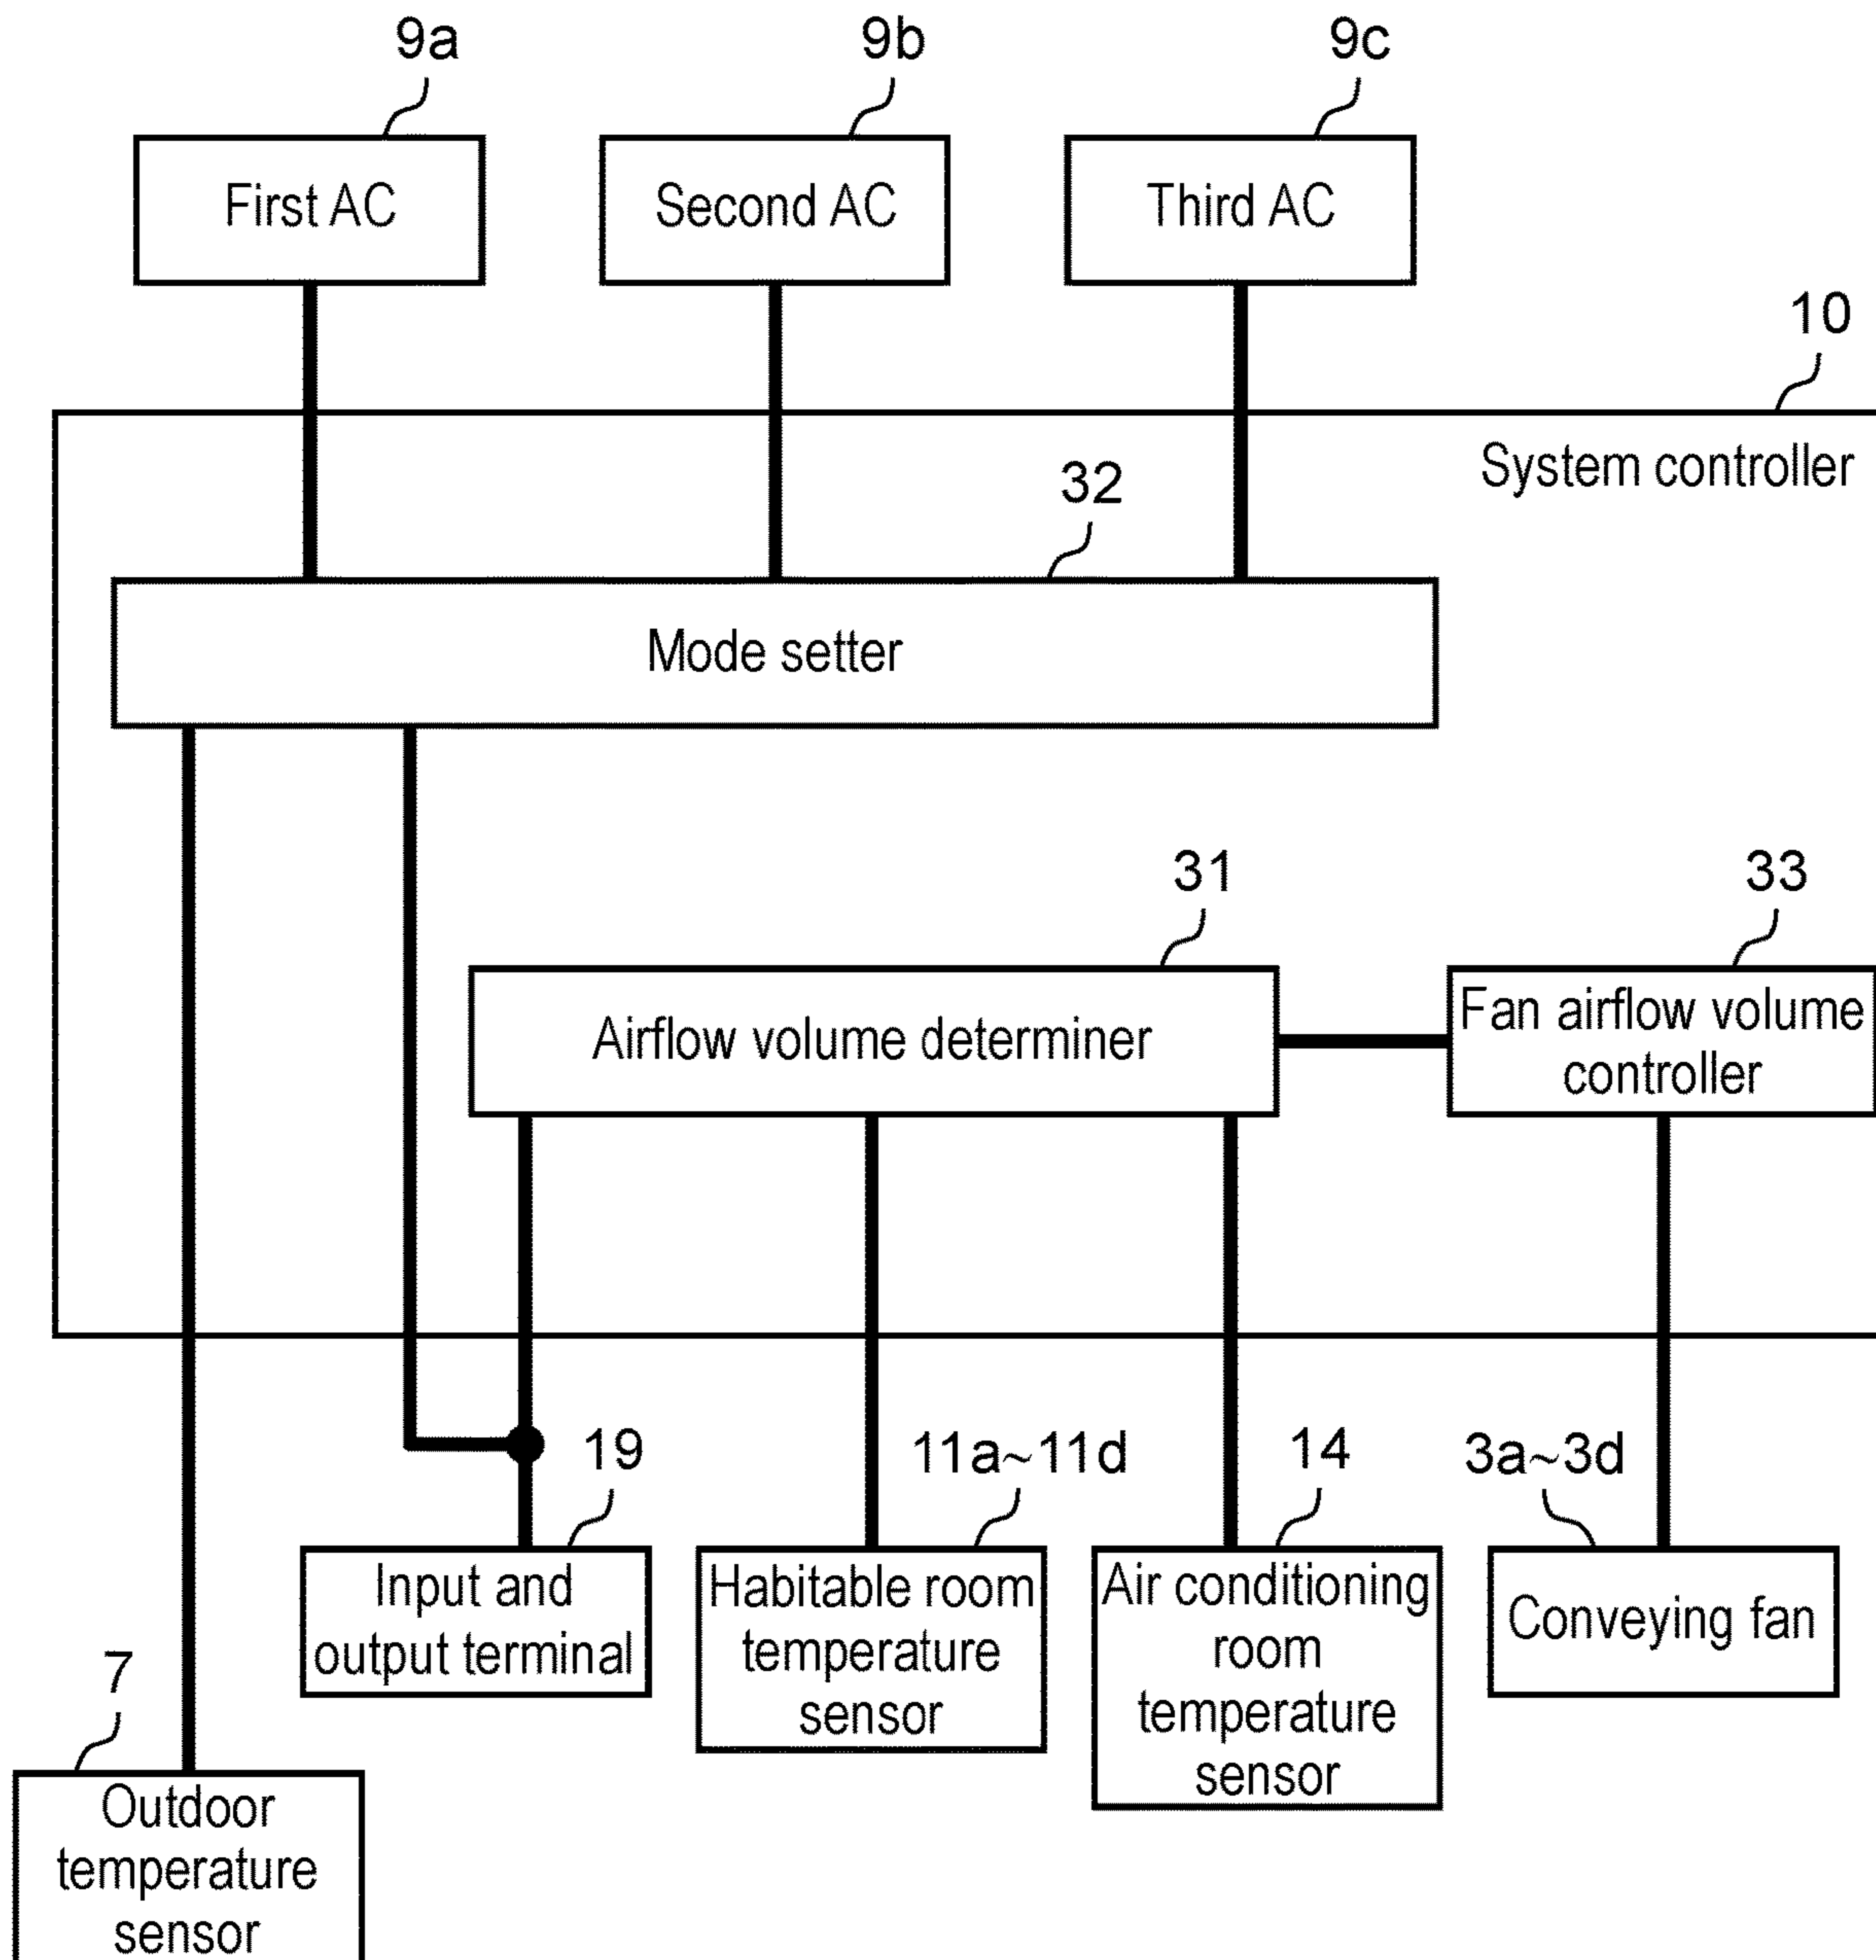 9a
9b
9c
First AC
Second AC
Third AC
10
System controller
32
Mode setter
31
33
Airflow volume determiner
Fan airflow volume
controller
19
11a~11d
14
3a~3d
Input and
output terminal
Habitable room
temperature
sensor
Air conditioning
room
temperature
sensor
Conveying fan
7
Outdoor
temperature
sensor